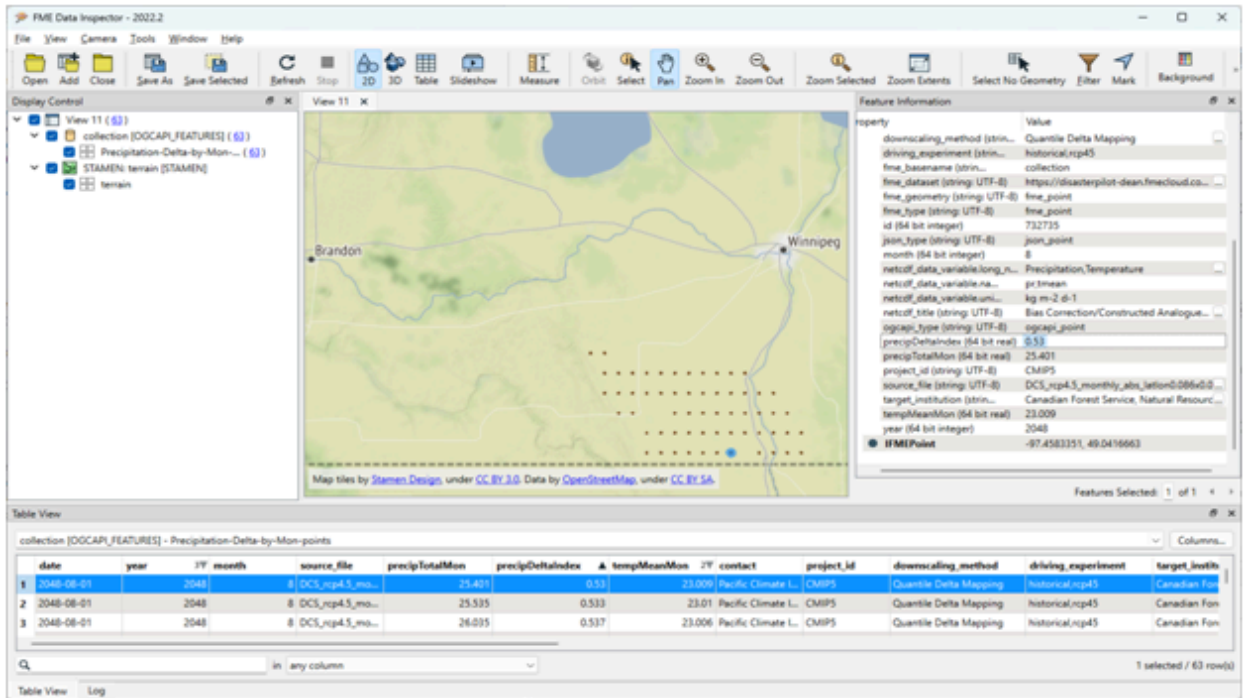 FME Data Inspector - 2022.2
File View Camera Tools Window Help
Open Add Close Save As Save Selected Refresh Stop 2D 3D Table Slideshow Measure Orbit Select Pan Zoom In Zoom Out Zoom Selected Zoom Extents Select No Geometry Filter Mark Background
Display Control
View 11 (63)
collection [OGCAPI_FEATURES] (63)
Precipitation-Delta-by-Mon-... (63)
STAMEN: terrain [STAMEN]
terrain
View 11
Brandon
Winnipeg
Map tiles by Stamen Design, under CC BY 3.0. Data by OpenStreetMap, under CC BY SA.
Feature Information
roperty Value
downscaling_method (strin... Quantile Delta Mapping ...
driving_experiment (strin... historical,rcp45
fme_basename (strin... collection
fme_dataset (string: UTF-8) https://disasterpilot-dean.fmecloud.co... ...
fme_geometry (string: UTF-8) fme_point
fme_type (string: UTF-8) fme_point
id (64 bit integer) 732735
json_type (string: UTF-8) json_point
month (64 bit integer) 8
netcdf_data_variable.long_n... Precipitation,Temperature ...
netcdf_data_variable.na... pr,tmean
netcdf_data_variable.uni... kg m-2 d-1
netcdf_title (string: UTF-8) Bias Correction/Constructed Analogue... ...
ogcapi_type (string: UTF-8) ogcapi_point
precipDeltaIndex (64 bit real) 0.53
precipTotalMon (64 bit real) 25.401
project_id (string: UTF-8) CMIP5
source_file (string: UTF-8) DCS_rcp4.5_monthly_abs_lation0.086x0.0... ...
target_institution (strin... Canadian Forest Service, Natural Resourc... ...
tempMeanMon (64 bit real) 23.009
year (64 bit integer) 2048
IFMEPoint -97.4583351, 49.0416663
Features Selected: 1 of 1
Table View
collection [OGCAPI_FEATURES] - Precipitation-Delta-by-Mon-points Columns...
date year month source_file precipTotalMon precipDeltaIndex tempMeanMon contact project_id downscaling_method driving_experiment target_instit
1 2048-08-01 2048 8 DCS_rcp4.5_mo... 25.401 0.53 23.009 Pacific Climate I... CMIP5 Quantile Delta Mapping historical,rcp45 Canadian Fore
2 2048-08-01 2048 8 DCS_rcp4.5_mo... 25.535 0.533 23.01 Pacific Climate I... CMIP5 Quantile Delta Mapping historical,rcp45 Canadian Fon
3 2048-08-01 2048 8 DCS_rcp4.5_mo... 26.035 0.537 23.006 Pacific Climate I... CMIP5 Quantile Delta Mapping historical,rcp45 Canadian Fon
in any column 1 selected / 63 row(s)
Table View Log